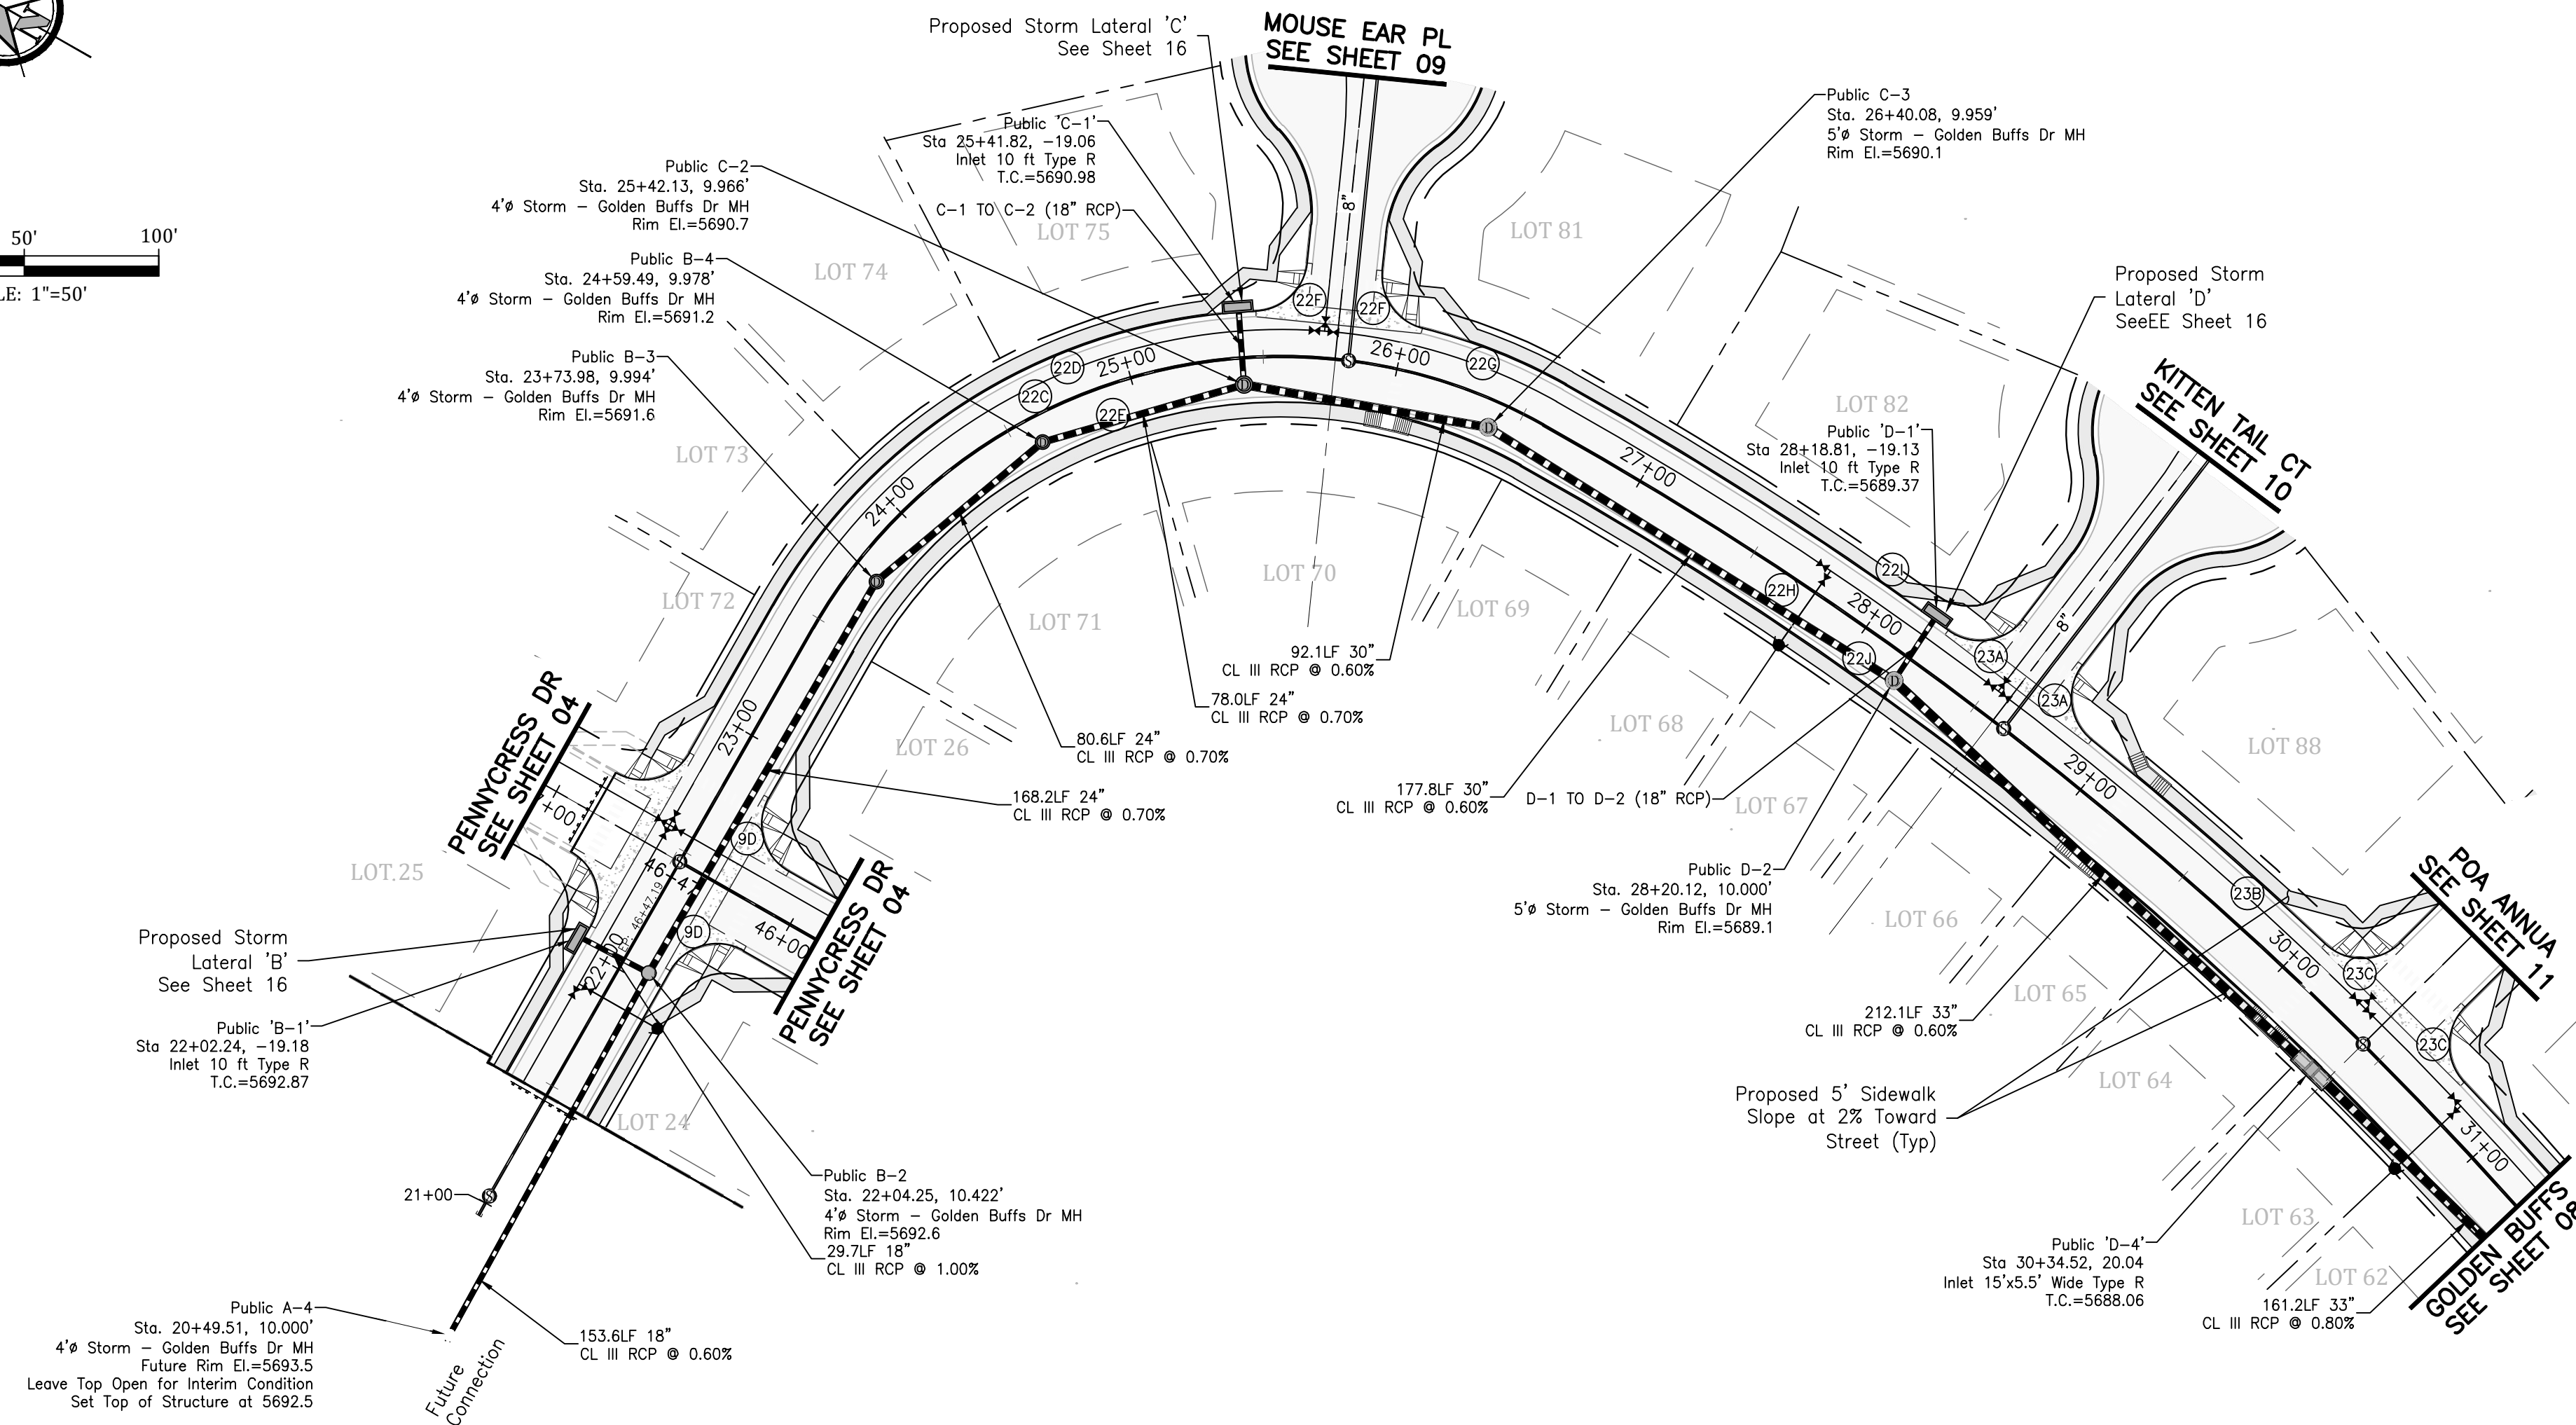 50'
100'
LE: 1"=50'
Proposed Storm Lateral 'C'
See Sheet 16
MOUSE EAR PL
SEE SHEET 09
Public C-3
Sta. 26+40.08, 9.959'
5'ø Storm - Golden Buffs Dr MH
Rim El.=5690.1
Public 'C-1'
Sta 25+41.82, -19.06
Inlet 10 ft Type R
T.C.=5690.98
C-1 TO C-2 (18" RCP)
Public C-2
Sta. 25+42.13, 9.966'
4'ø Storm - Golden Buffs Dr MH
Rim El.=5690.7
Public B-4
Sta. 24+59.49, 9.978'
4'ø Storm - Golden Buffs Dr MH
Rim El.=5691.2
Public B-3
Sta. 23+73.98, 9.994'
4'ø Storm - Golden Buffs Dr MH
Rim El.=5691.6
LOT 75
LOT 74
LOT 81
8"
22F
22F
Proposed Storm
Lateral 'D'
SeeEE Sheet 16
KITTEN TAIL CT
SEE SHEET 10
LOT 82
Public 'D-1'
Sta 28+18.81, -19.13
Inlet 10 ft Type R
T.C.=5689.37
22D
25+00
22C
22E
26+00
22G
LOT 73
24+00
27+00
LOT 72
LOT 71
LOT 70
LOT 69
22I
22H
28+00
22J
23A
23A
8"
92.1LF 30"
CL III RCP @ 0.60%
78.0LF 24"
CL III RCP @ 0.70%
80.6LF 24"
CL III RCP @ 0.70%
168.2LF 24"
CL III RCP @ 0.70%
177.8LF 30"
CL III RCP @ 0.60%
D-1 TO D-2 (18" RCP)
LOT 68
LOT 67
LOT 88
29+00
PENNYCRESS DR
SEE SHEET 04
23+00
LOT 26
+00
9D
46+47
EP: 46+47.19
9D
46+00
PENNYCRESS DR
SEE SHEET 04
LOT 25
22+00
Proposed Storm
Lateral 'B'
See Sheet 16
Public 'B-1'
Sta 22+02.24, -19.18
Inlet 10 ft Type R
T.C.=5692.87
Public D-2
Sta. 28+20.12, 10.000'
5'ø Storm - Golden Buffs Dr MH
Rim El.=5689.1
LOT 66
LOT 65
LOT 64
23B
30+00
23C
23C
POA ANNUA
SEE SHEET 11
212.1LF 33"
CL III RCP @ 0.60%
Proposed 5' Sidewalk
Slope at 2% Toward
Street (Typ)
31+00
LOT 24
21+00
Public B-2
Sta. 22+04.25, 10.422'
4'ø Storm - Golden Buffs Dr MH
Rim El.=5692.6
29.7LF 18"
CL III RCP @ 1.00%
LOT 63
LOT 62
Public 'D-4'
Sta 30+34.52, 20.04
Inlet 15'x5.5' Wide Type R
T.C.=5688.06
161.2LF 33"
CL III RCP @ 0.80%
GOLDEN BUFFS
SEE SHEET 08
Public A-4
Sta. 20+49.51, 10.000'
4'ø Storm - Golden Buffs Dr MH
Future Rim El.=5693.5
Leave Top Open for Interim Condition
Set Top of Structure at 5692.5
153.6LF 18"
CL III RCP @ 0.60%
Future
Connection